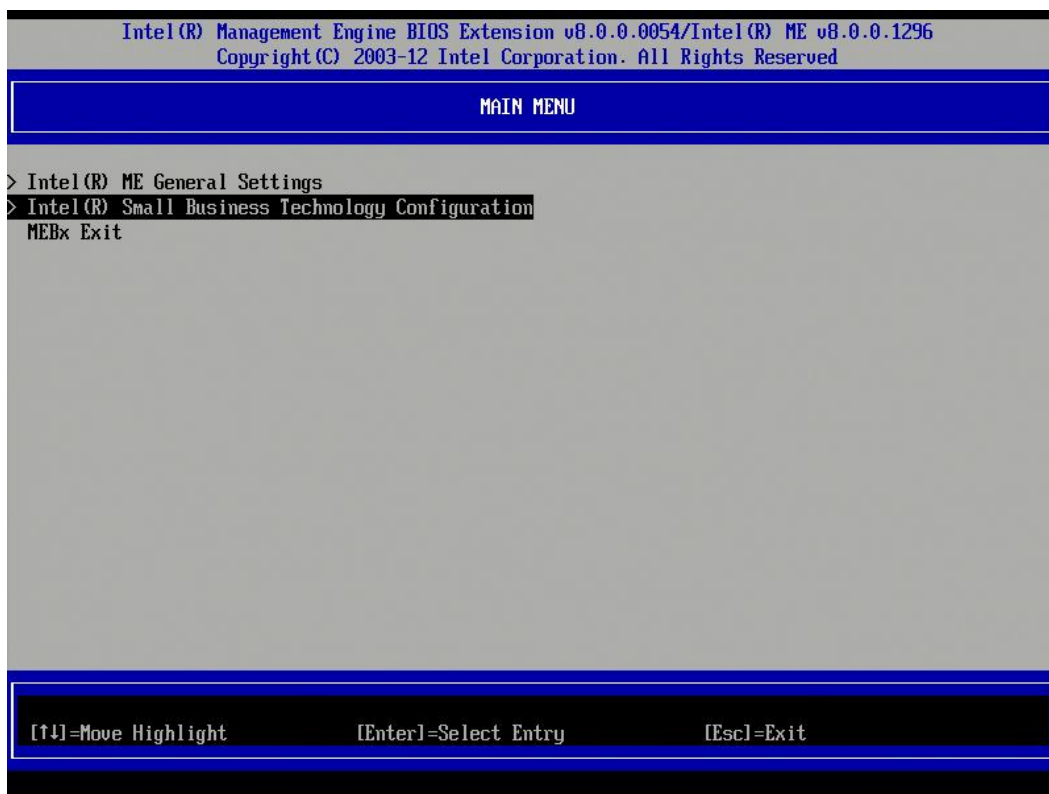 Intel(R) Management Engine BIOS Extension v8.0.0.0054/Intel(R) ME v8.0.0.1296
Copyright(C) 2003-12 Intel Corporation. All Rights Reserved
MAIN MENU
> Intel(R) ME General Settings
> Intel(R) Small Business Technology Configuration
MEBx Exit
[↑↓]=Move Highlight [Enter]=Select Entry [Esc]=Exit